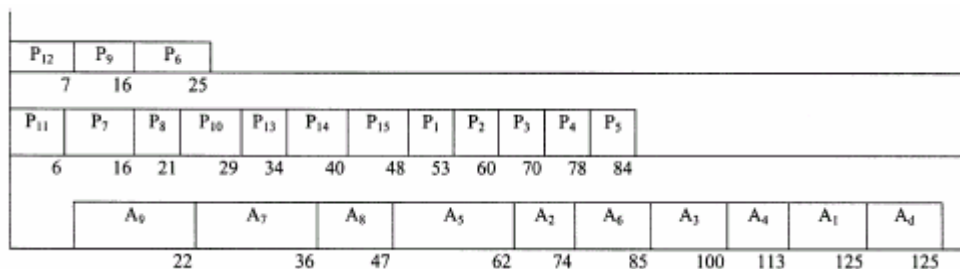 P₁₂ P₉ P₆
7 16 25
P₁₁ P₇ P₈ P₁₀ P₁₃ P₁₄ P₁₅ P₁ P₂ P₃ P₄ P₅
6 16 21 29 34 40 48 53 60 70 78 84
A₉ A₇ A₈ A₅ A₂ A₆ A₃ A₄ A₁ A_d
22 36 47 62 74 85 100 113 125 125